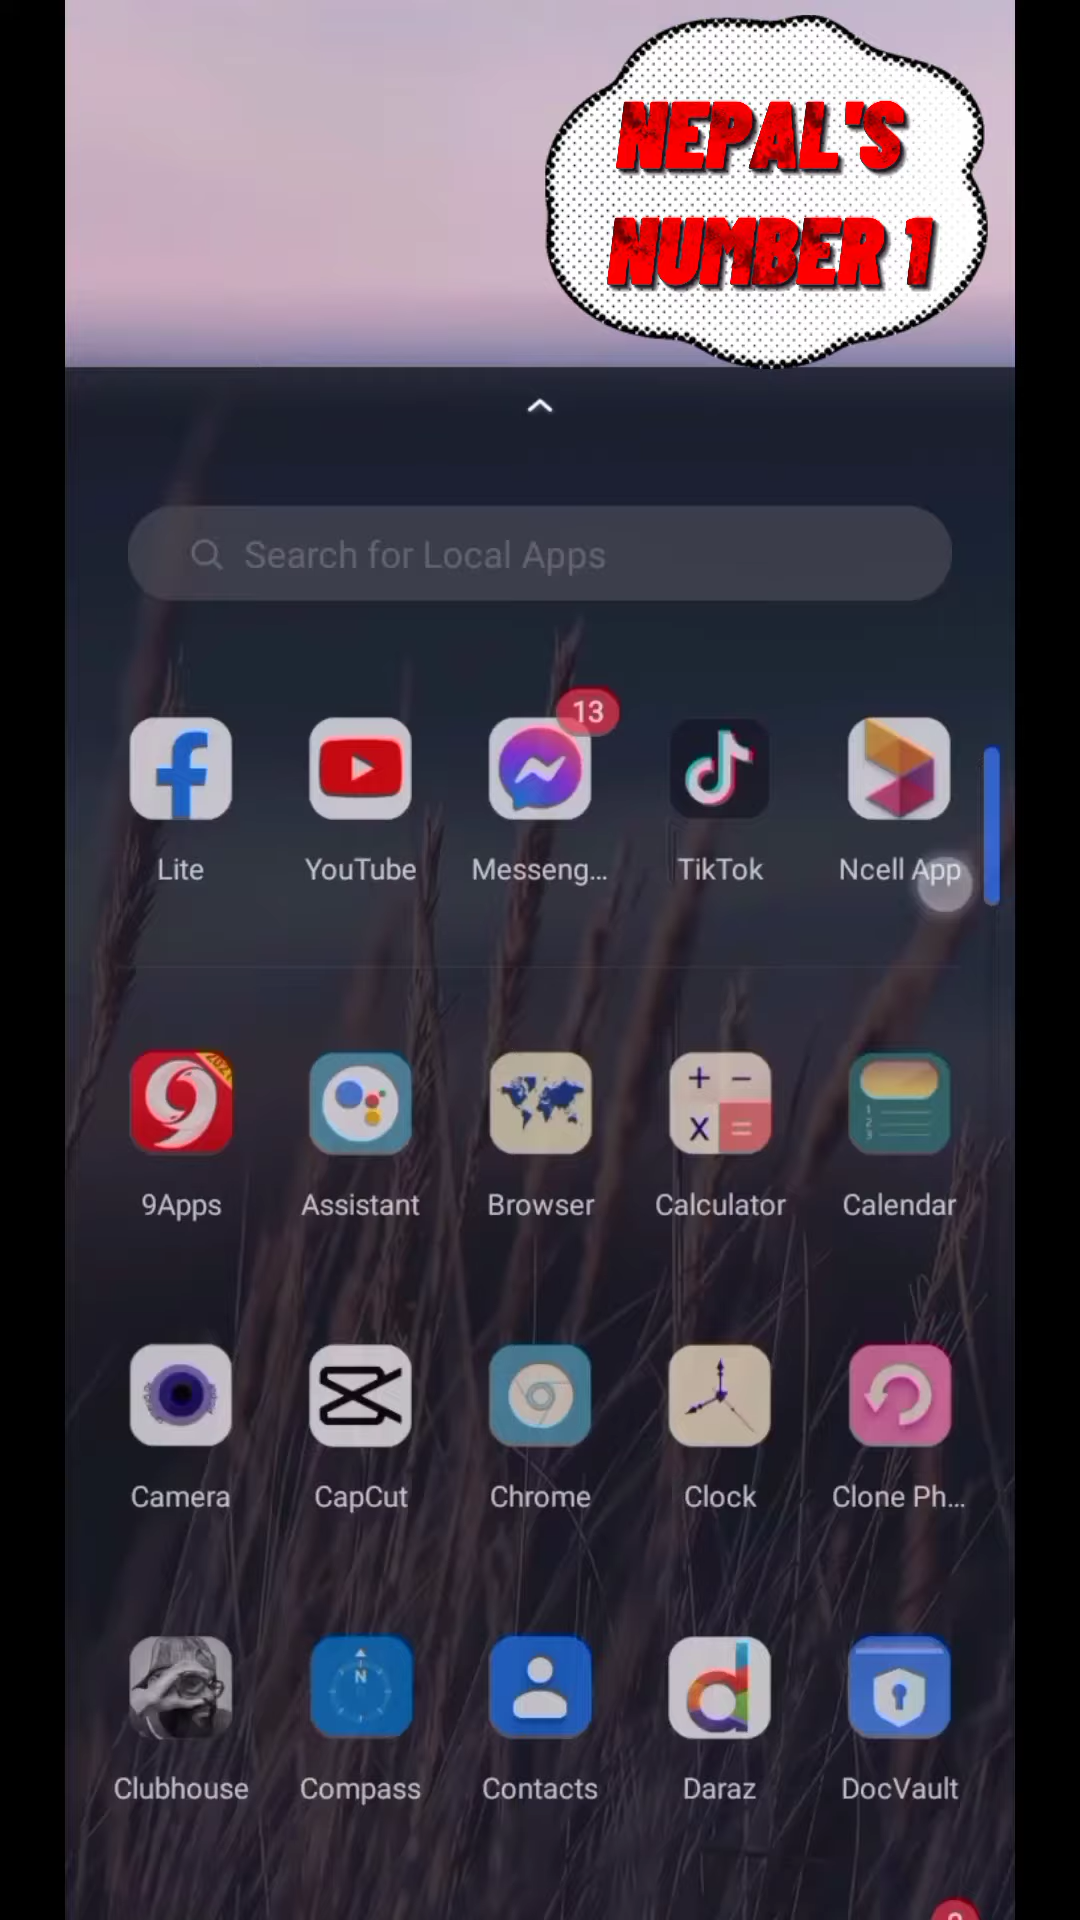 NEPAL'S
NUMBER 1
Search for Local Apps
13
Lite
YouTube
Messeng...
TikTok
Ncell App
9Apps
Assistant
Browser
Calculator
Calendar
Camera
CapCut
Chrome
Clock
Clone Ph...
N
Clubhouse
Compass
Contacts
Daraz
DocVault